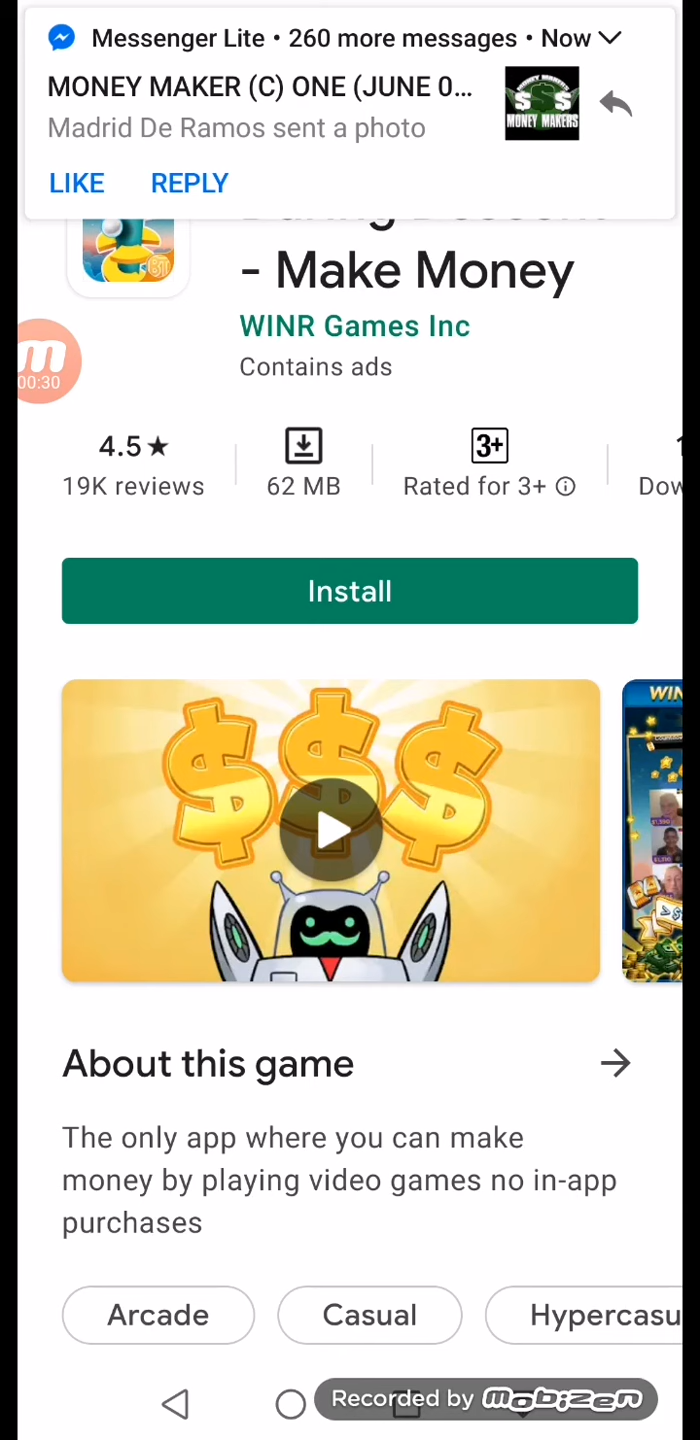 Messenger Lite • 260 more messages • Now
MONEY MAKER (C) ONE (JUNE 0...
Madrid De Ramos sent a photo
$$$
MONEY MAKERS
LIKE REPLY
- Make Money
WINR Games Inc
Contains ads
00:30
4.5★
19K reviews
62 MB
3+
Rated for 3+
Dow
Install
$$$
WIN
About this game
The only app where you can make
money by playing video games no in-app
purchases
Arcade
Casual
Hypercasu
Recorded by mobizen